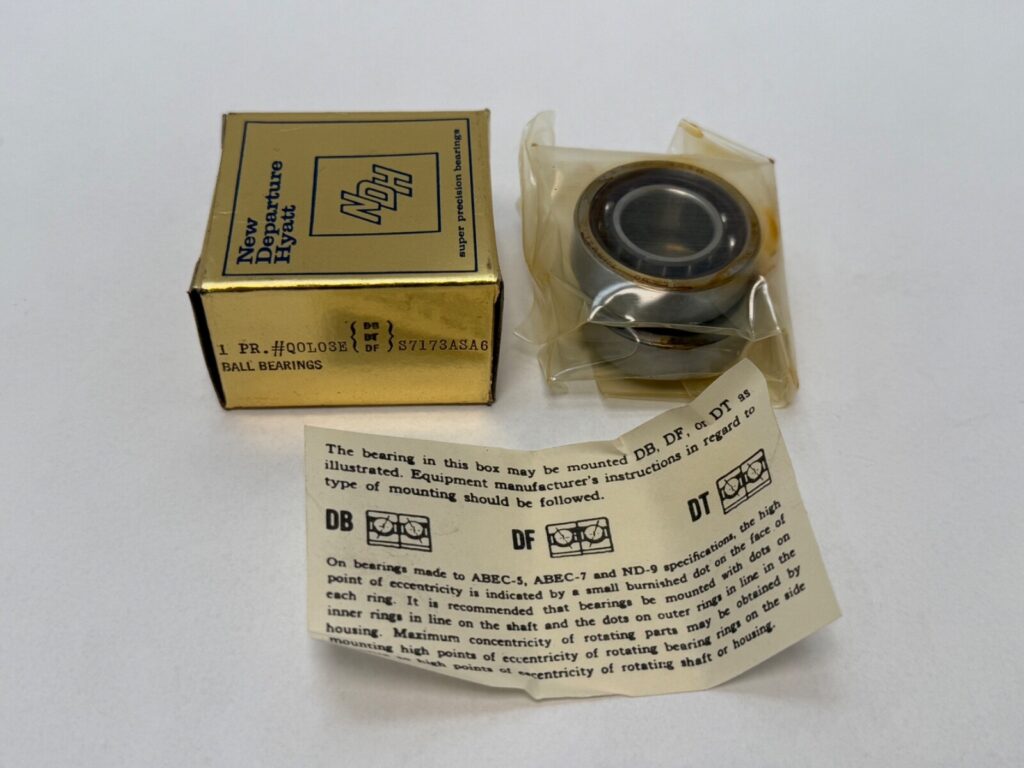 New
Departure
Hyatt
NDH
super precision bearings
1 PR.#Q0L03E{DB DT DF}S7173ASA6
BALL BEARINGS
The bearing in this box may be mounted DB, DF, or DT as
illustrated. Equipment manufacturer's instructions in regard to
type of mounting should be followed.
DB DF DT
On bearings made to ABEC-5, ABEC-7 and ND-9 specifications, the high
point of eccentricity is indicated by a small burnished dot on the face of
each ring. It is recommended that bearings be mounted with dots on
inner rings in line on the shaft and the dots on outer rings in line in the
housing. Maximum concentricity of rotating parts may be obtained by
mounting high points of eccentricity of rotating bearing rings on the side
high points of eccentricity of rotating shaft or housing.